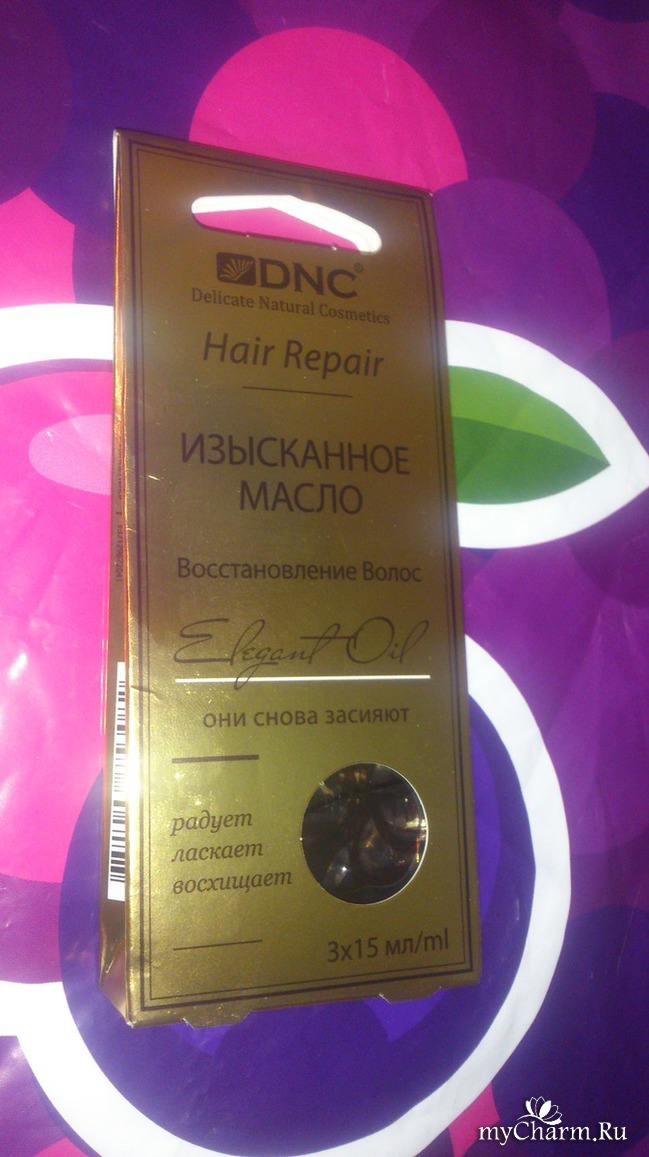 DNC®
Delicate Natural Cosmetics
Hair Repair
ИЗЫСКАННОЕ
МАСЛО
Восстановление Волос
Elegant Oil
они снова засияют
радует
ласкает
восхищает
3x15 мл/ml
myCharm.Ru